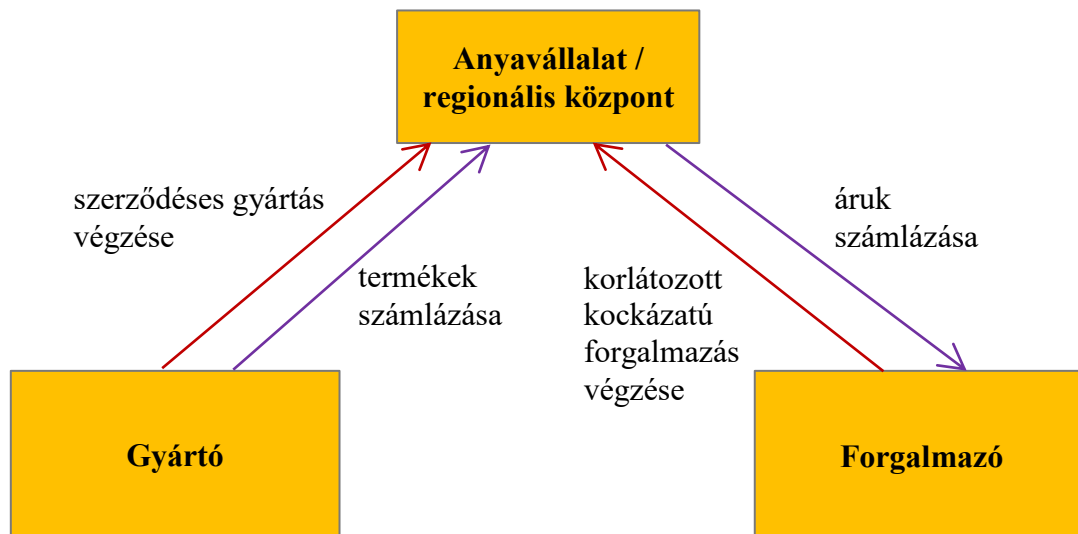 Anyavállalat /
regionális központ
szerződéses gyártás
végzése
termékek
számlázása
korlátozott
kockázatú
forgalmazás
végzése
áruk
számlázása
Gyártó
Forgalmazó